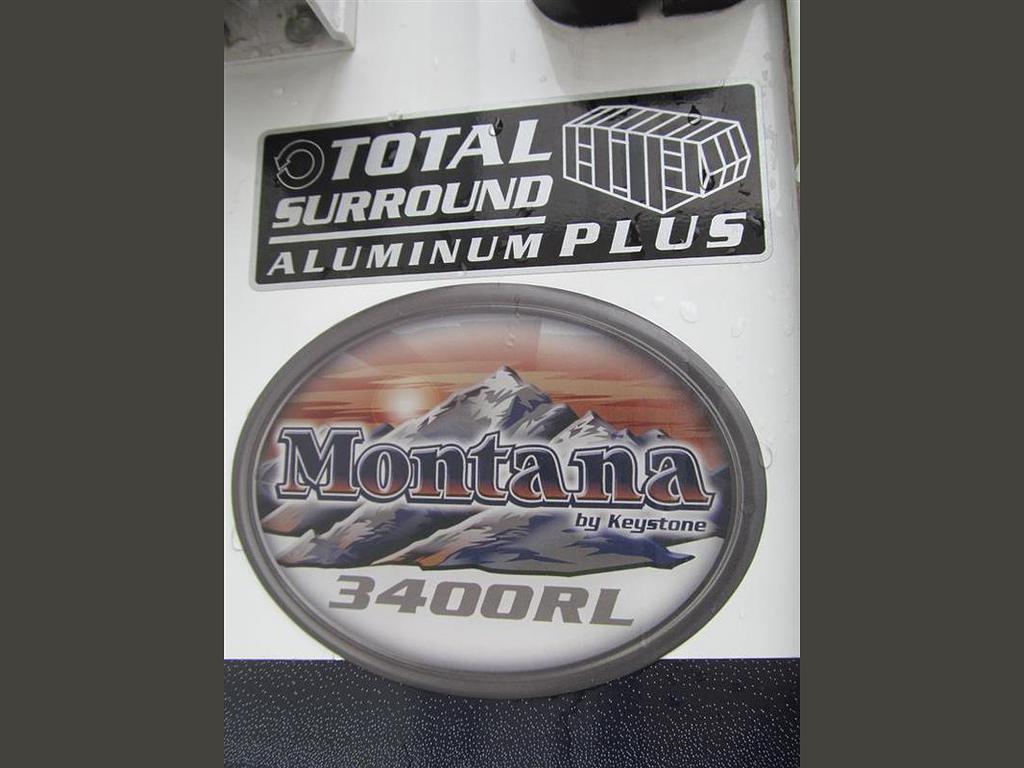 TOTAL
SURROUND
ALUMINUM PLUS
Montana
by Keystone
3400RL